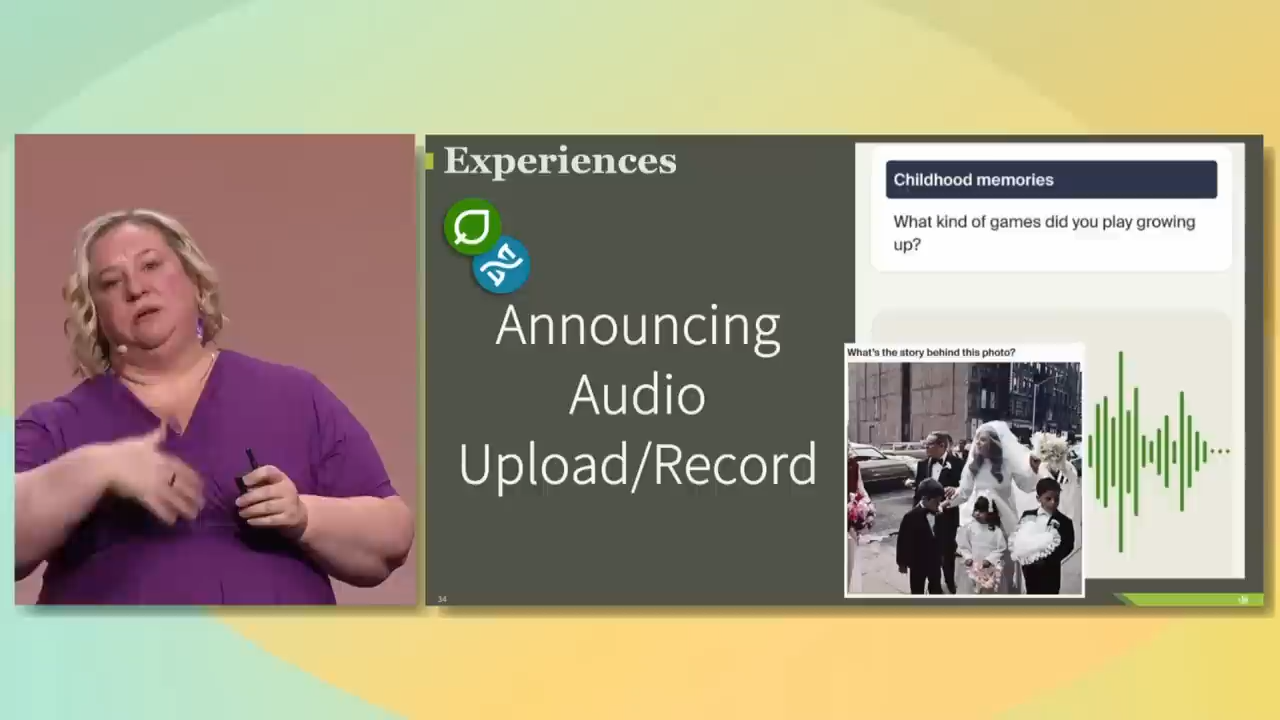 Experiences
Announcing
Audio
Upload/Record
Childhood memories
What kind of games did you play growing
up?
What's the story behind this photo?
34